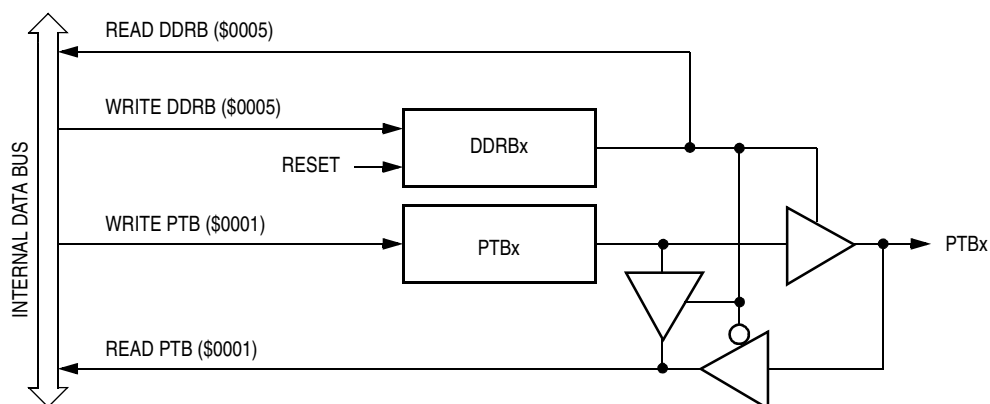 READ DDRB ($0005)
WRITE DDRB ($0005)
DDRBx
RESET
INTERNAL DATA BUS
WRITE PTB ($0001)
PTBx
PTBx
READ PTB ($0001)